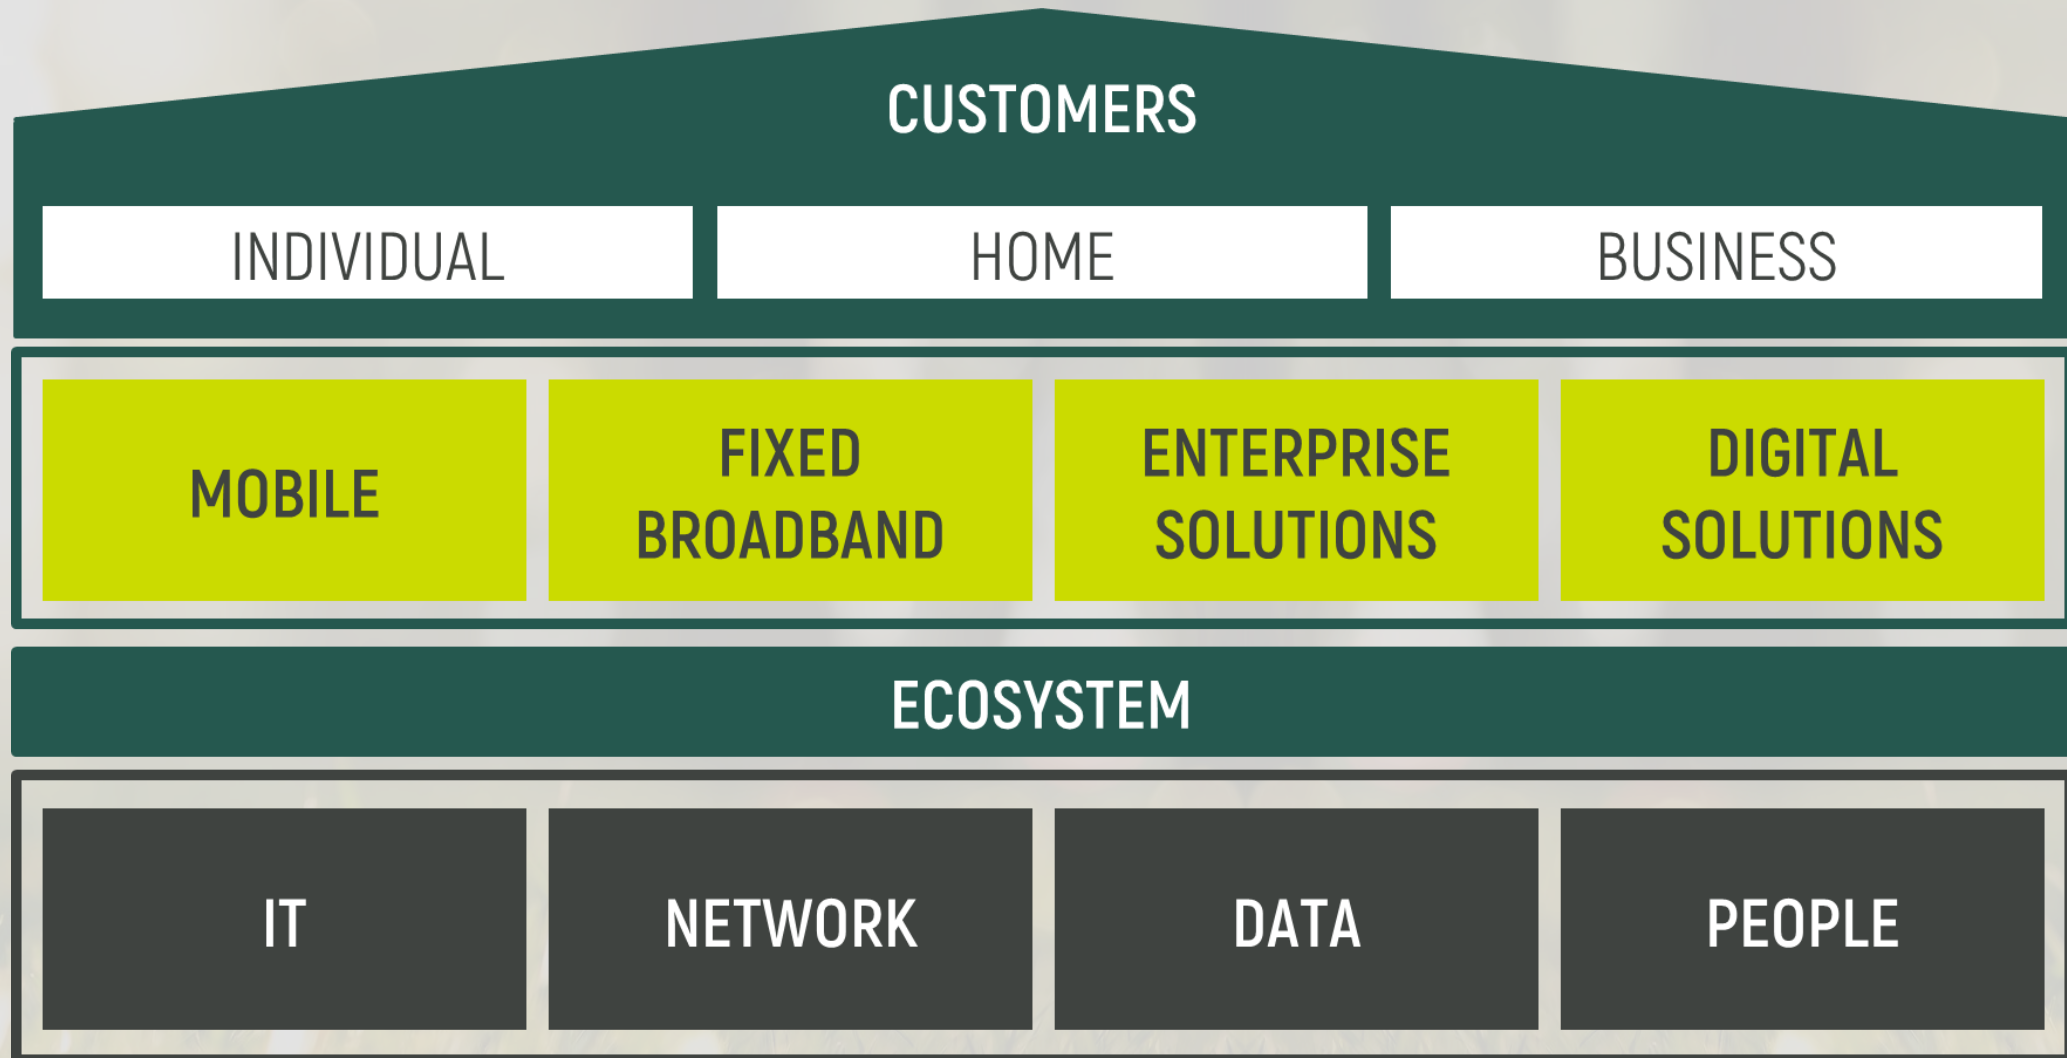 CUSTOMERS
INDIVIDUAL
HOME
BUSINESS
MOBILE
FIXED
BROADBAND
ENTERPRISE
SOLUTIONS
DIGITAL
SOLUTIONS
ECOSYSTEM
IT
NETWORK
DATA
PEOPLE